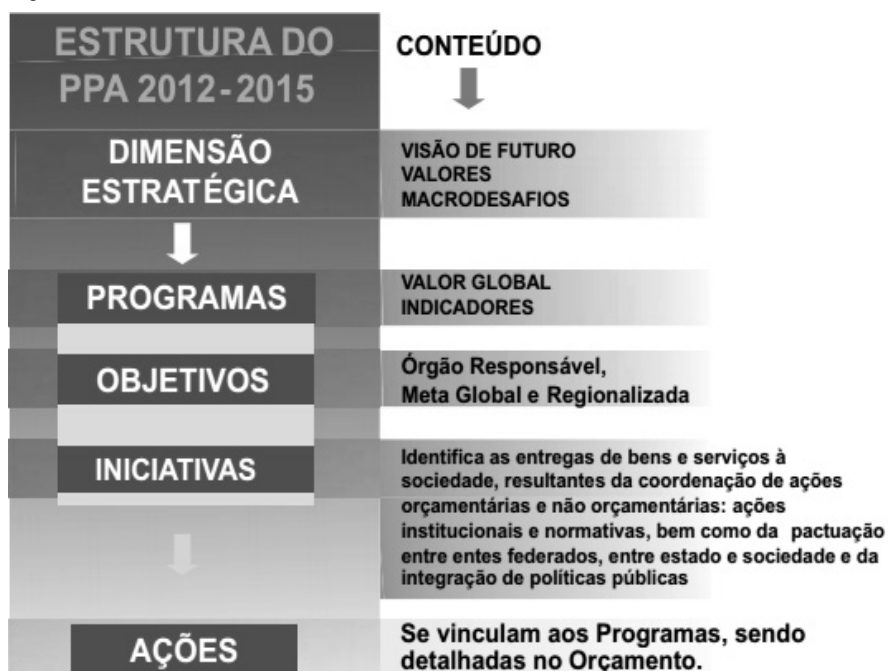 ESTRUTURA DO
PPA 2012-2015
CONTEÚDO
DIMENSÃO
ESTRATÉGICA
VISÃO DE FUTURO
VALORES
MACRODESAFIOS
PROGRAMAS
VALOR GLOBAL
INDICADORES
OBJETIVOS
Órgão Responsável,
Meta Global e Regionalizada
INICIATIVAS
Identifica as entregas de bens e serviços à
sociedade, resultantes da coordenação de ações
orçamentárias e não orçamentárias: ações
institucionais e normativas, bem como da pactuação
entre entes federados, entre estado e sociedade e da
integração de políticas públicas
AÇÕES
Se vinculam aos Programas, sendo
detalhadas no Orçamento.